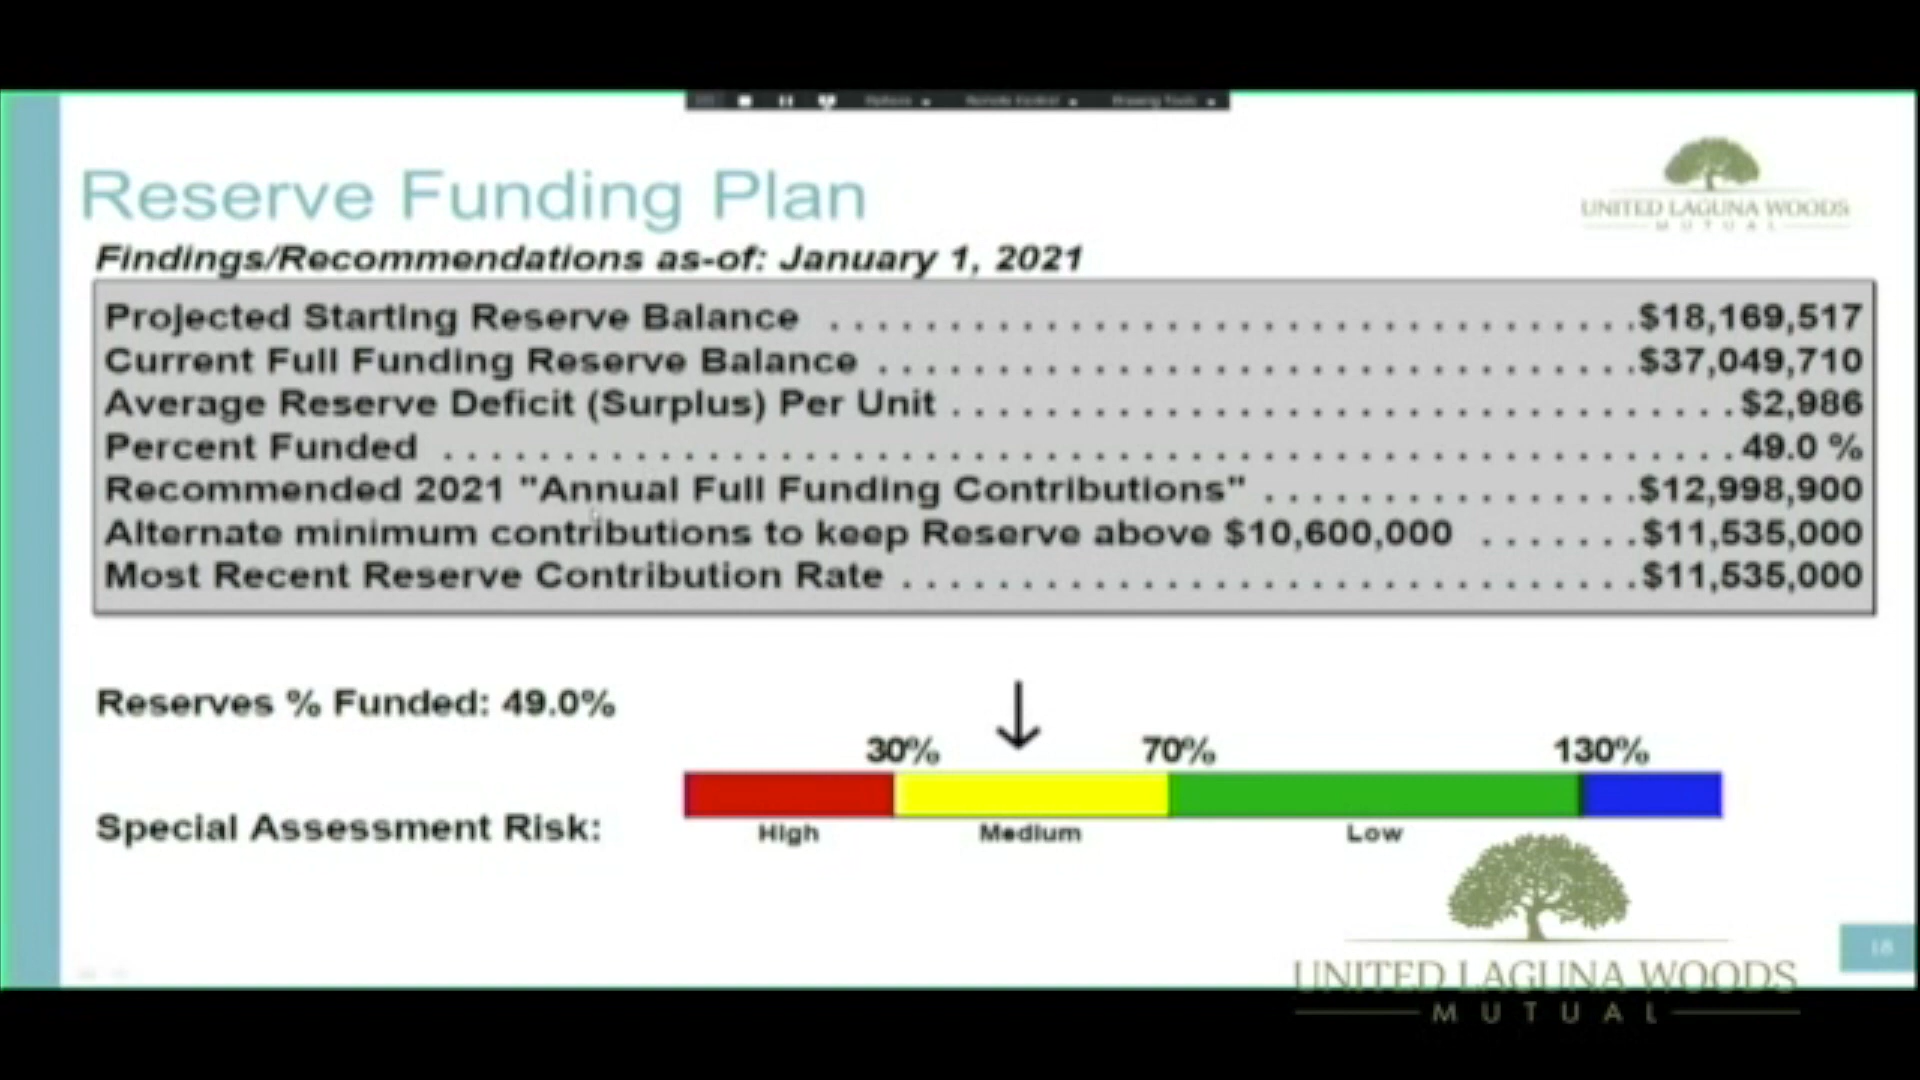 Reserve Funding Plan
UNITED LAGUNA WOODS
MUTUAL
Findings/Recommendations as-of: January 1, 2021
Projected Starting Reserve Balance . . . . . . . . . . . . . . . . . . . . . . . . . . . $18,169,517
Current Full Funding Reserve Balance . . . . . . . . . . . . . . . . . . . . . . . . . $37,049,710
Average Reserve Deficit (Surplus) Per Unit . . . . . . . . . . . . . . . . . . . . . . . . . . $2,986
Percent Funded . . . . . . . . . . . . . . . . . . . . . . . . . . . . . . . . . . . . . . . . . . . 49.0 %
Recommended 2021 "Annual Full Funding Contributions" . . . . . . . . . . . . . $12,998,900
Alternate minimum contributions to keep Reserve above $10,600,000 . . . . . . $11,535,000
Most Recent Reserve Contribution Rate . . . . . . . . . . . . . . . . . . . . . . . . $11,535,000
Reserves % Funded: 49.0%
30% 70% 130%
Special Assessment Risk:
High Medium Low
18
UNITED LAGUNA WOODS
MUTUAL